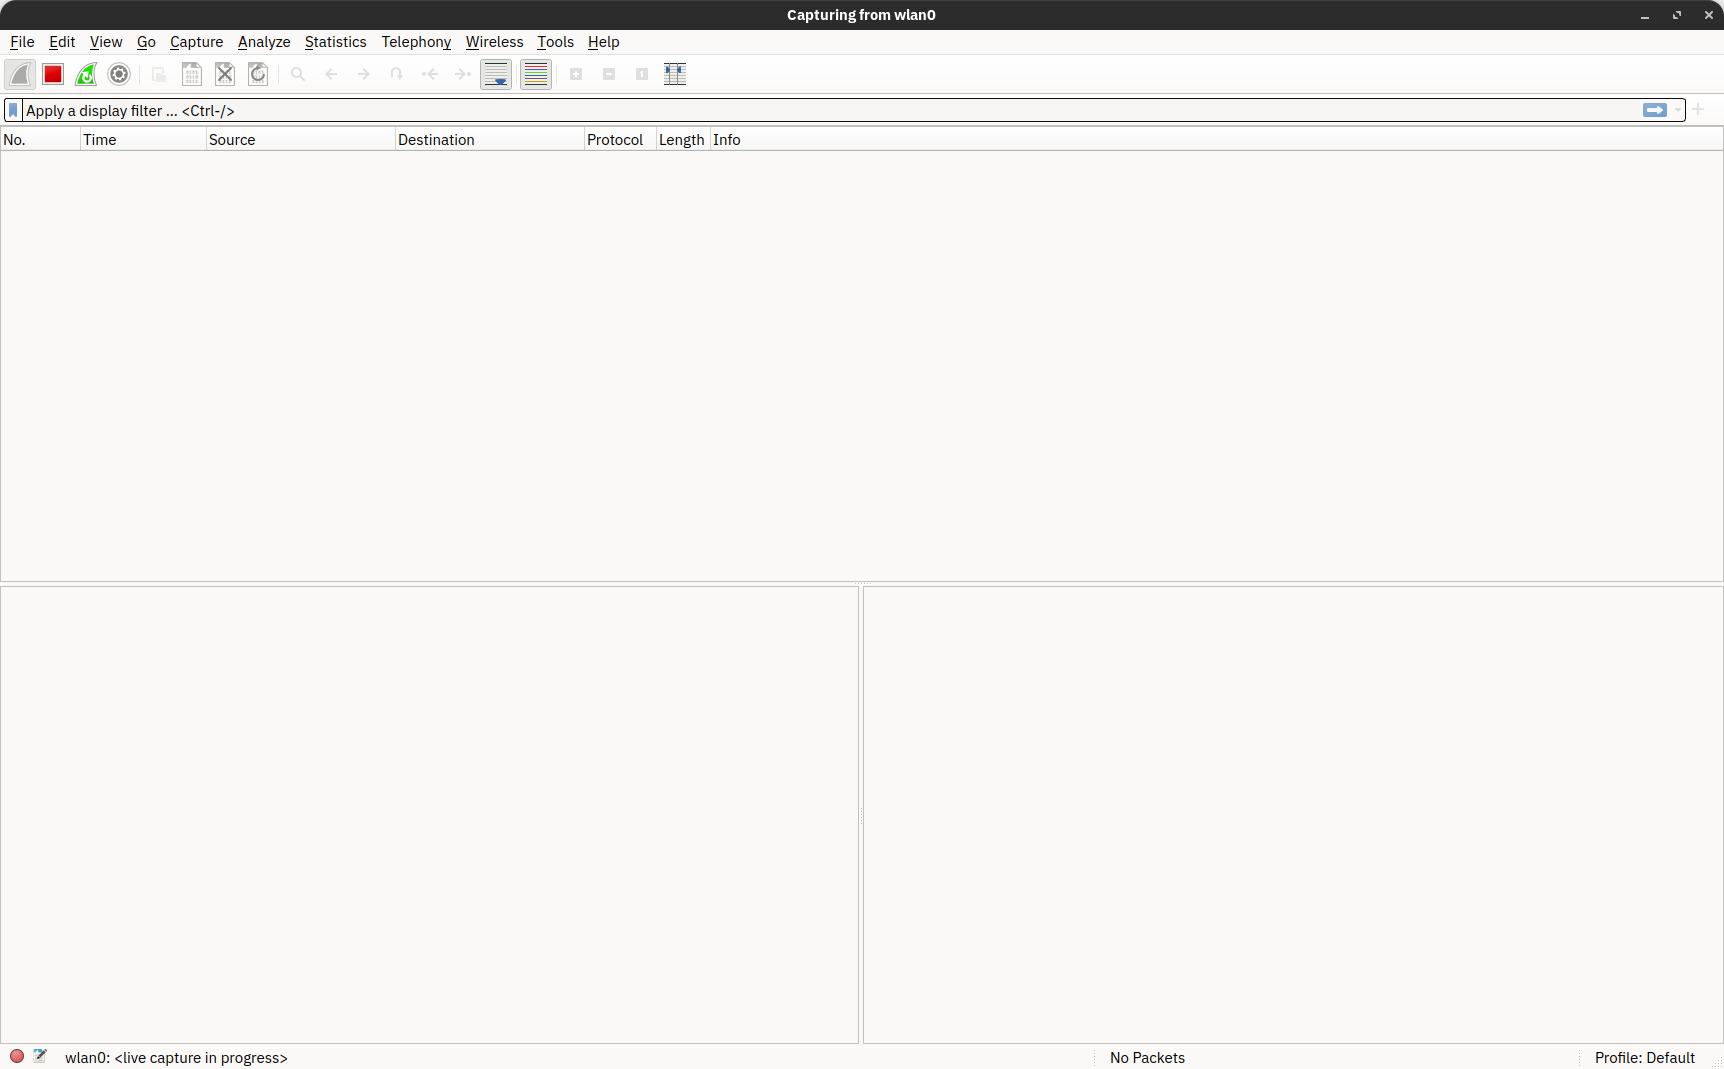 Capturing from wlan0
File Edit View Go Capture Analyze Statistics Telephony Wireless Tools Help
Apply a display filter ... <Ctrl-/>
No. Time Source Destination Protocol Length Info
wlan0: <live capture in progress> No Packets Profile: Default